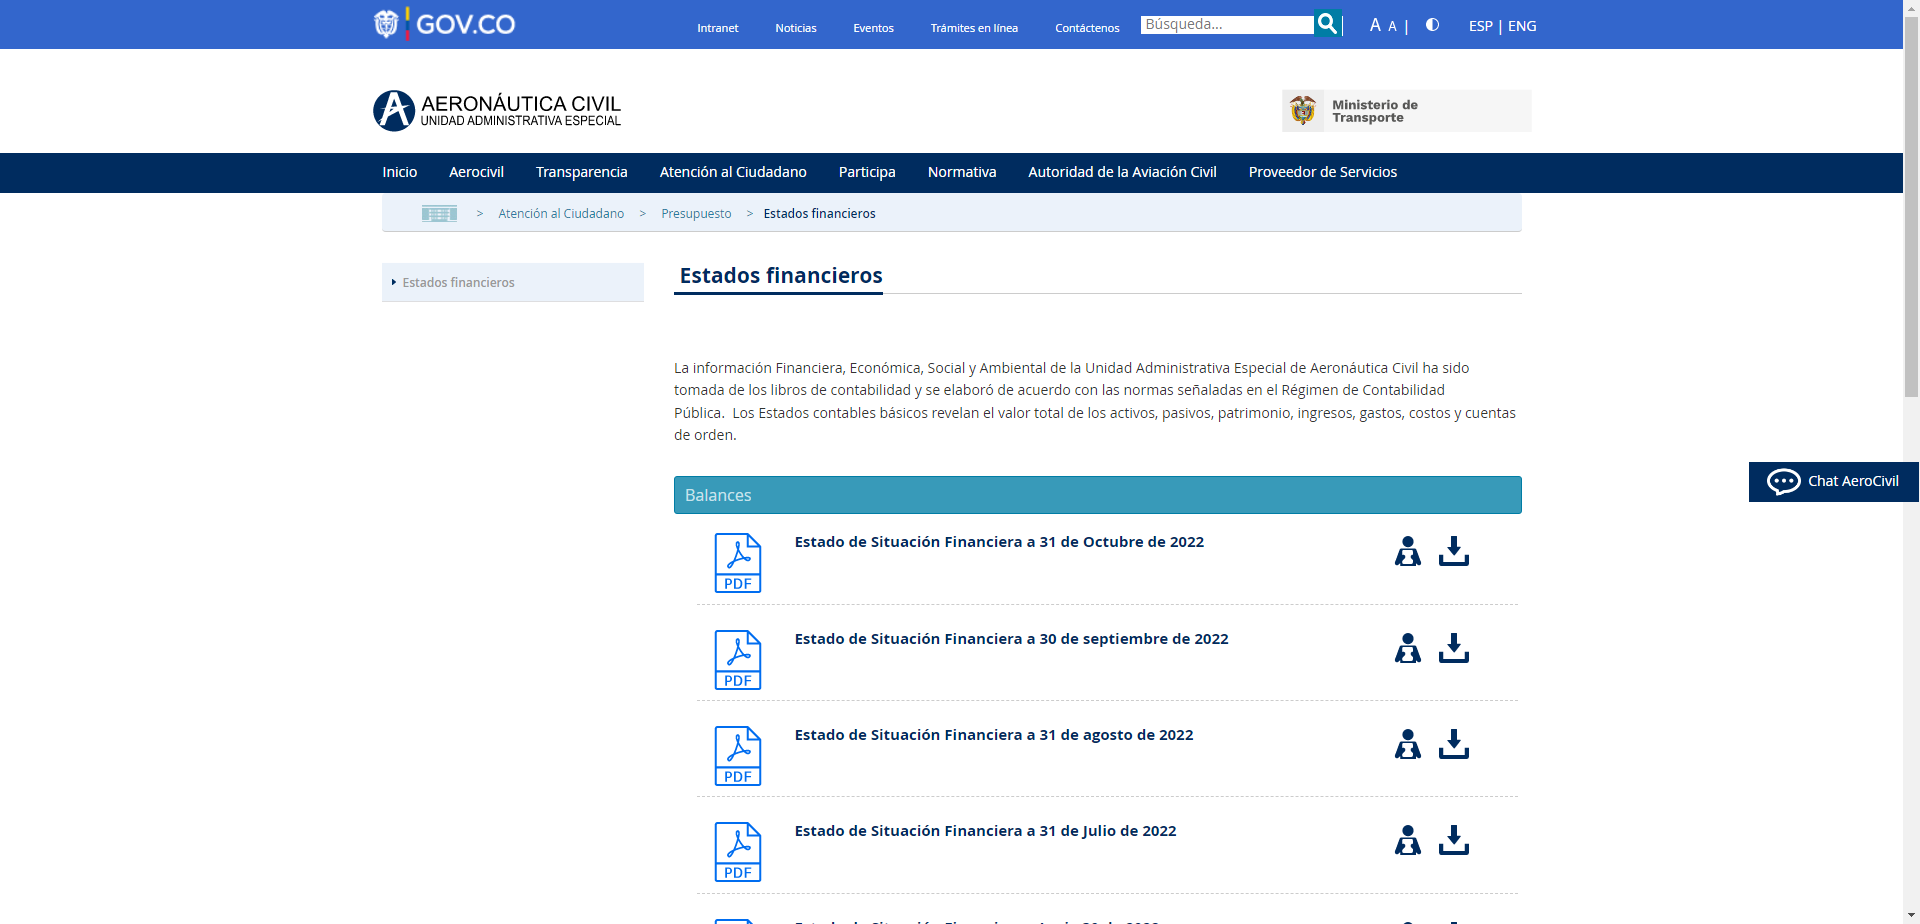 GOV.CO
Intranet
Noticias
Eventos
Trámites en línea
Contáctenos
Búsqueda...
A A |
ESP | ENG
AERONÁUTICA CIVIL
UNIDAD ADMINISTRATIVA ESPECIAL
Ministerio de
Transporte
Inicio
Aerocivil
Transparencia
Atención al Ciudadano
Participa
Normativa
Autoridad de la Aviación Civil
Proveedor de Servicios
> Atención al Ciudadano > Presupuesto > Estados financieros
Estados financieros
Estados financieros
La información Financiera, Económica, Social y Ambiental de la Unidad Administrativa Especial de Aeronáutica Civil ha sido
tomada de los libros de contabilidad y se elaboró de acuerdo con las normas señaladas en el Régimen de Contabilidad
Pública.  Los Estados contables básicos revelan el valor total de los activos, pasivos, patrimonio, ingresos, gastos, costos y cuentas
de orden.
Chat AeroCivil
Balances
PDF
Estado de Situación Financiera a 31 de Octubre de 2022
PDF
Estado de Situación Financiera a 30 de septiembre de 2022
PDF
Estado de Situación Financiera a 31 de agosto de 2022
PDF
Estado de Situación Financiera a 31 de Julio de 2022